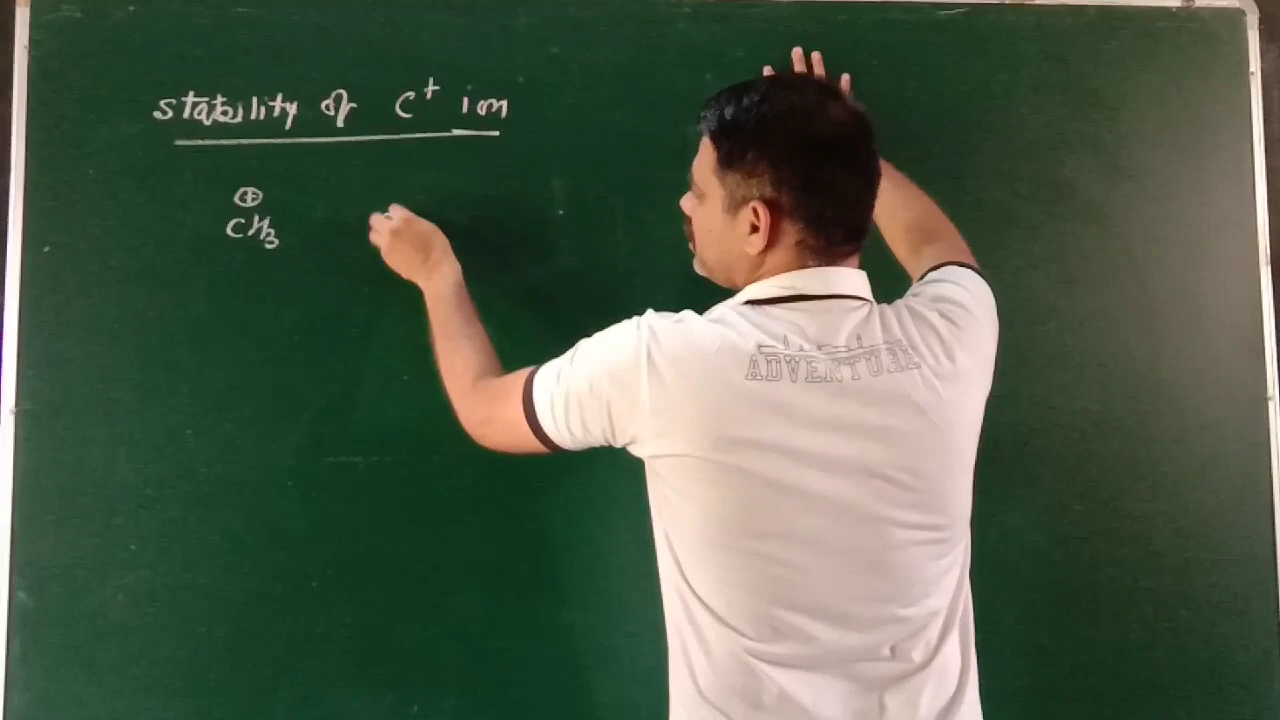 stability of C⁺ ion
⊕
CH₃
ADVENTURE